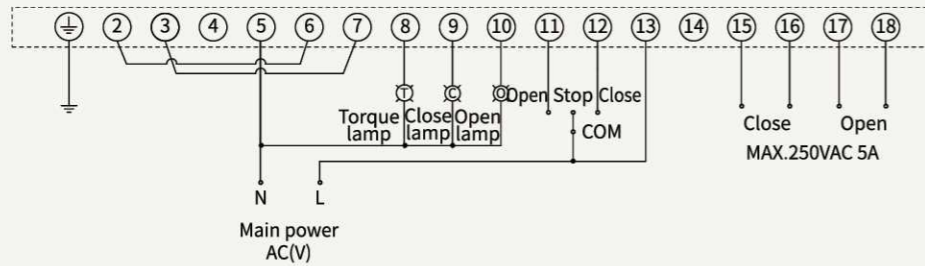 2 3 4 5 6 7 8 9 10 11 12 13 14 15 16 17 18
T C O Open Stop Close
Torque Close Open
lamp lamp lamp
COM
Close Open
MAX.250VAC 5A
N L
Main power
AC(V)